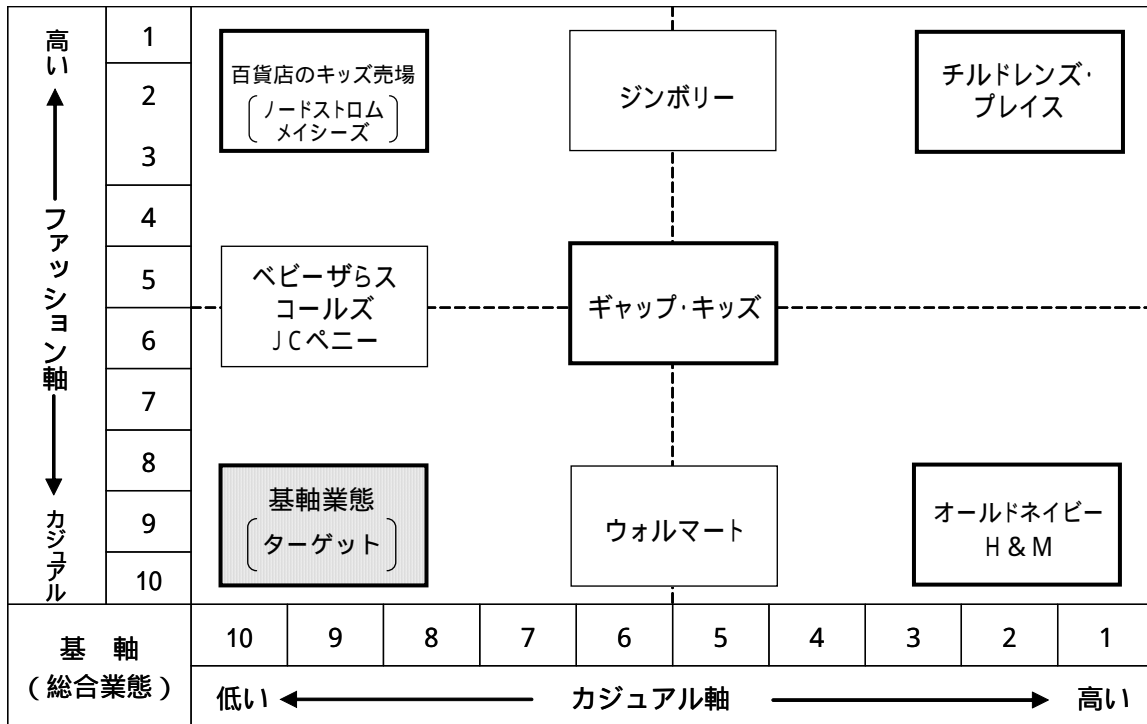 高い
ファッション軸
カジュアル
1
2
3
4
5
6
7
8
9
10
百貨店のキッズ売場
ノードストロム
メイシーズ
ジンボリー
チルドレンズ・
プレイス
ベビーザらス
コールズ
JCペニー
ギャップ・キッズ
基軸業態
ターゲット
ウォルマート
オールドネイビー
H&M
基 軸
(総合業態)
10 9 8 7 6 5 4 3 2 1
低い カジュアル軸 高い